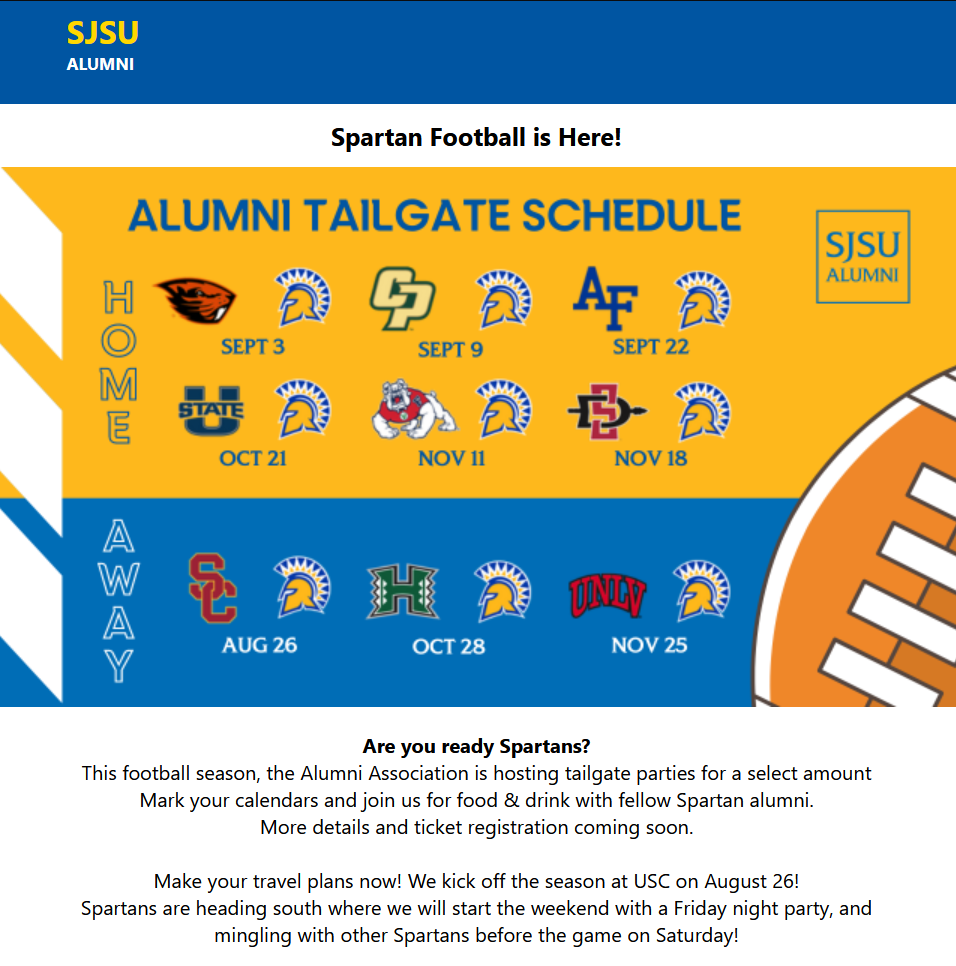 SJSU
ALUMNI
Spartan Football is Here!
ALUMNI TAILGATE SCHEDULE
SJSU
ALUMNI
HOME
CP
AF
SEPT 3
SEPT 9
SEPT 22
U
STATE
SD
OCT 21
NOV 11
NOV 18
AWAY
SC
H
UNLV
AUG 26
OCT 28
NOV 25
Are you ready Spartans?
This football season, the Alumni Association is hosting tailgate parties for a select amount
Mark your calendars and join us for food & drink with fellow Spartan alumni.
More details and ticket registration coming soon.
Make your travel plans now! We kick off the season at USC on August 26!
Spartans are heading south where we will start the weekend with a Friday night party, and
mingling with other Spartans before the game on Saturday!